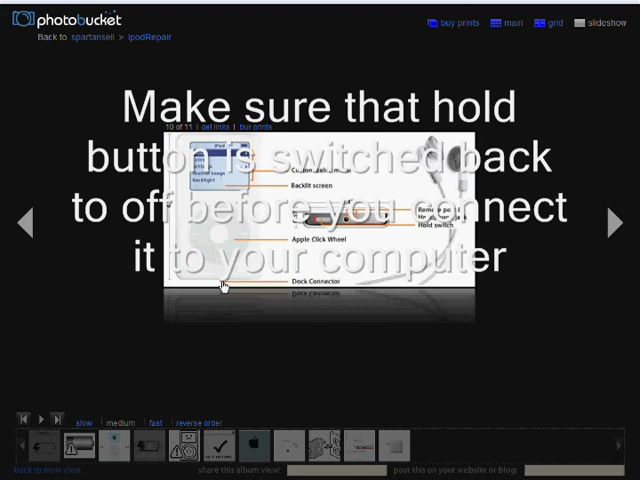 photobucket
buy prints
main
grid
slideshow
Back to spartansell > IpodRepair
Make sure that hold
button is switched back
to off before you connect
it to your computer
10 of 11 | get links | buy prints
iPod
Backlight
Backlit screen
Hold switch
Apple Click Wheel
Dock Connector
slow | medium | fast | reverse order
back to main view
share this album view:
post this on your website or blog: